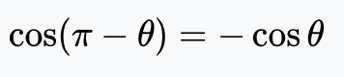 cos(π − θ) = − cos θ